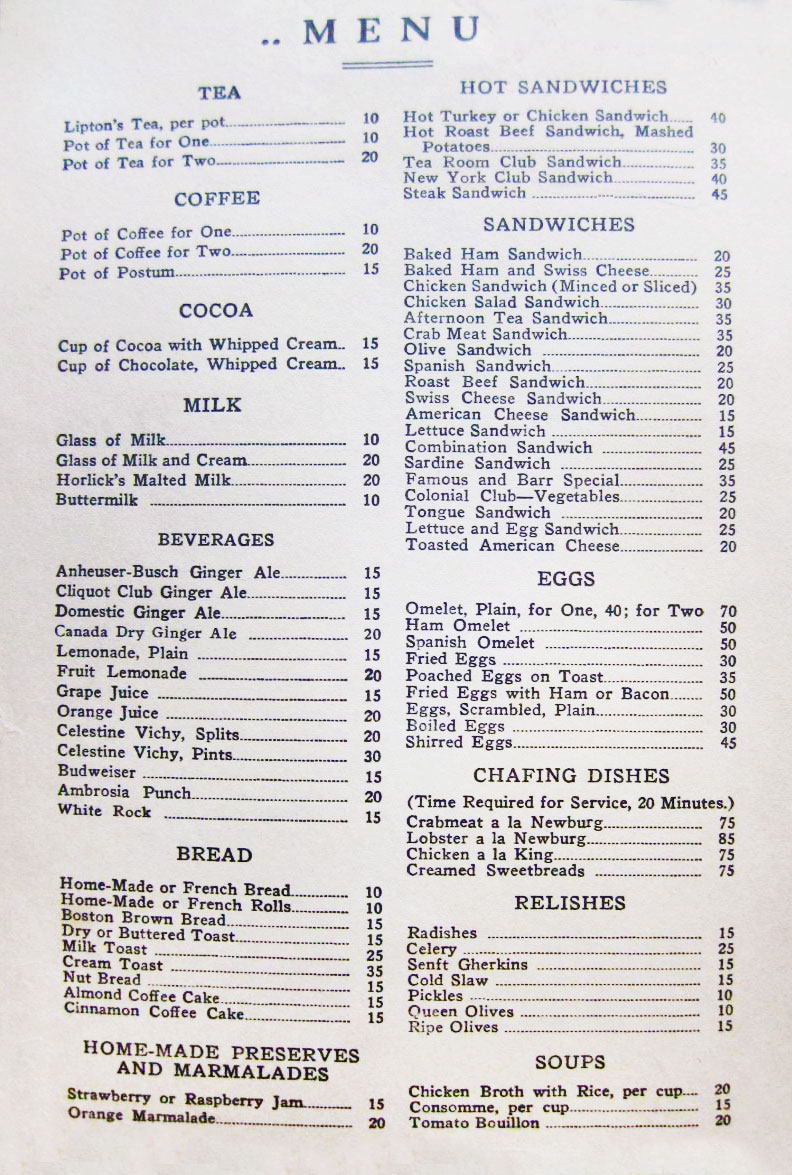 .. MENU
TEA
Lipton's Tea, per pot 10
Pot of Tea for One 10
Pot of Tea for Two 20
COFFEE
Pot of Coffee for One 10
Pot of Coffee for Two 20
Pot of Postum 15
COCOA
Cup of Cocoa with Whipped Cream.. 15
Cup of Chocolate, Whipped Cream.. 15
MILK
Glass of Milk 10
Glass of Milk and Cream 20
Horlick's Malted Milk 20
Buttermilk 10
BEVERAGES
Anheuser-Busch Ginger Ale 15
Cliquot Club Ginger Ale 15
Domestic Ginger Ale 15
Canada Dry Ginger Ale 20
Lemonade, Plain 15
Fruit Lemonade 20
Grape Juice 15
Orange Juice 20
Celestine Vichy, Splits 20
Celestine Vichy, Pints 30
Budweiser 15
Ambrosia Punch 20
White Rock 15
BREAD
Home-Made or French Bread 10
Home-Made or French Rolls 10
Boston Brown Bread 15
Dry or Buttered Toast 15
Milk Toast 25
Cream Toast 35
Nut Bread 15
Almond Coffee Cake 15
Cinnamon Coffee Cake 15
HOME-MADE PRESERVES
AND MARMALADES
Strawberry or Raspberry Jam 15
Orange Marmalade 20
HOT SANDWICHES
Hot Turkey or Chicken Sandwich 40
Hot Roast Beef Sandwich, Mashed
Potatoes 30
Tea Room Club Sandwich 35
New York Club Sandwich 40
Steak Sandwich 45
SANDWICHES
Baked Ham Sandwich 20
Baked Ham and Swiss Cheese 25
Chicken Sandwich (Minced or Sliced) 35
Chicken Salad Sandwich 30
Afternoon Tea Sandwich 35
Crab Meat Sandwich 35
Olive Sandwich 20
Spanish Sandwich 25
Roast Beef Sandwich 20
Swiss Cheese Sandwich 20
American Cheese Sandwich 15
Lettuce Sandwich 15
Combination Sandwich 45
Sardine Sandwich 25
Famous and Barr Special 35
Colonial Club—Vegetables 25
Tongue Sandwich 20
Lettuce and Egg Sandwich 25
Toasted American Cheese 20
EGGS
Omelet, Plain, for One, 40; for Two 70
Ham Omelet 50
Spanish Omelet 50
Fried Eggs 30
Poached Eggs on Toast 35
Fried Eggs with Ham or Bacon 50
Eggs, Scrambled, Plain 30
Boiled Eggs 30
Shirred Eggs 45
CHAFING DISHES
(Time Required for Service, 20 Minutes.)
Crabmeat a la Newburg 75
Lobster a la Newburg 85
Chicken a la King 75
Creamed Sweetbreads 75
RELISHES
Radishes 15
Celery 25
Senft Gherkins 15
Cold Slaw 15
Pickles 10
Queen Olives 10
Ripe Olives 15
SOUPS
Chicken Broth with Rice, per cup 20
Consomme, per cup 15
Tomato Bouillon 20